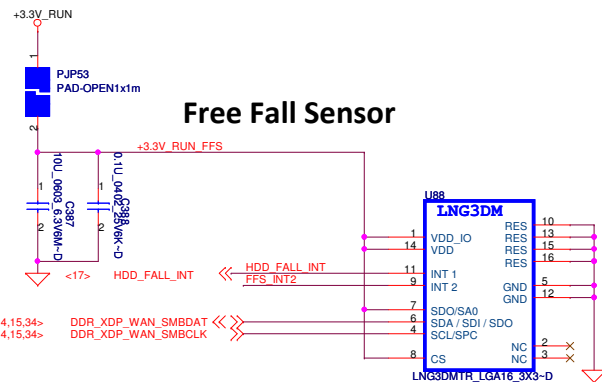 +3.3V_RUN
1
PJP53
PAD-OPEN1x1m
2
Free Fall Sensor
+3.3V_RUN_FFS
10U_0603_6.3V6M~D
1
2
C387
0.1U_0402_25V6K~D
1
2
C388
U88
LNG3DM
1 VDD_IO
14 VDD
RES 10
RES 13
RES 15
RES 16
<17> HDD_FALL_INT
HDD_FALL_INT
11 INT 1
FFS_INT2
9 INT 2
GND 5
GND 12
7 SDO/SA0
4,15,34> DDR_XDP_WAN_SMBDAT
6 SDA / SDI / SDO
4,15,34> DDR_XDP_WAN_SMBCLK
4 SCL/SPC
NC 2
NC 3
8 CS
LNG3DMTR_LGA16_3X3~D